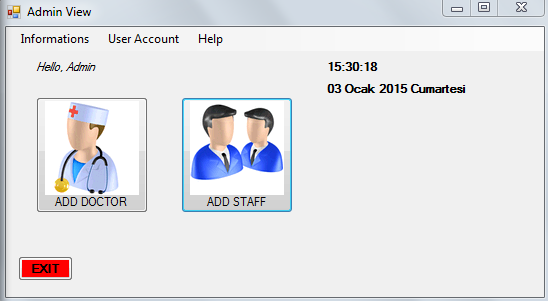 Admin View
Informations User Account Help
Hello, Admin
15:30:18
03 Ocak 2015 Cumartesi
ADD DOCTOR
ADD STAFF
EXIT